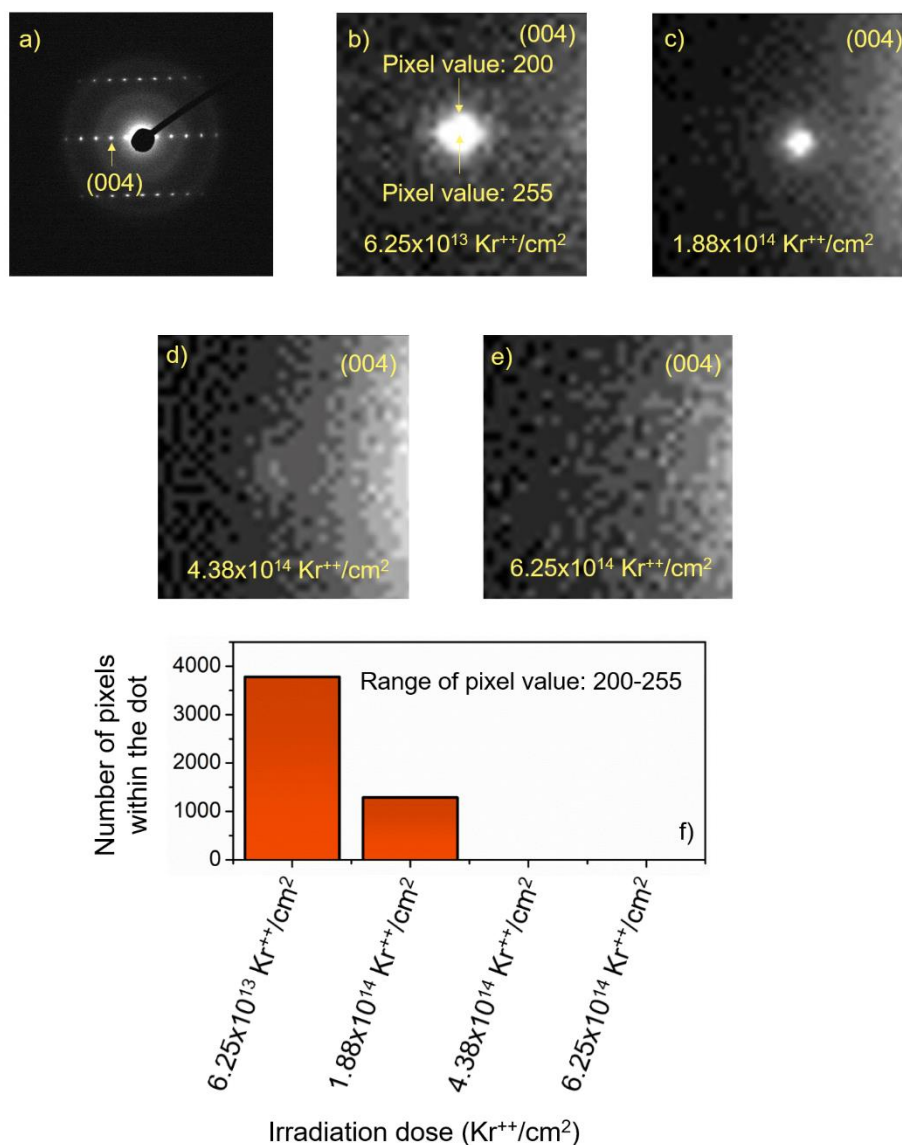 a)
(004)
b)
(004)
Pixel value: 200
Pixel value: 255
6.25x10¹³ Kr⁺⁺/cm²
c)
(004)
1.88x10¹⁴ Kr⁺⁺/cm²
d)
(004)
4.38x10¹⁴ Kr⁺⁺/cm²
e)
(004)
6.25x10¹⁴ Kr⁺⁺/cm²
Number of pixels
within the dot
4000
3000
2000
1000
0
Range of pixel value: 200-255
f)
6.25x10¹³ Kr⁺⁺/cm²
1.88x10¹⁴ Kr⁺⁺/cm²
4.38x10¹⁴ Kr⁺⁺/cm²
6.25x10¹⁴ Kr⁺⁺/cm²
Irradiation dose (Kr⁺⁺/cm²)